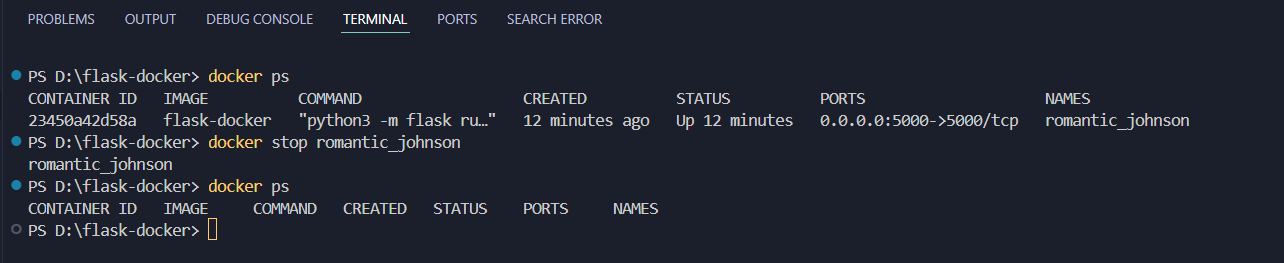 PROBLEMS OUTPUT DEBUG CONSOLE TERMINAL PORTS SEARCH ERROR
PS D:\flask-docker> docker ps
CONTAINER ID IMAGE COMMAND CREATED STATUS PORTS NAMES
23450a42d58a flask-docker "python3 -m flask ru…" 12 minutes ago Up 12 minutes 0.0.0.0:5000->5000/tcp romantic_johnson
PS D:\flask-docker> docker stop romantic_johnson
romantic_johnson
PS D:\flask-docker> docker ps
CONTAINER ID IMAGE COMMAND CREATED STATUS PORTS NAMES
PS D:\flask-docker>